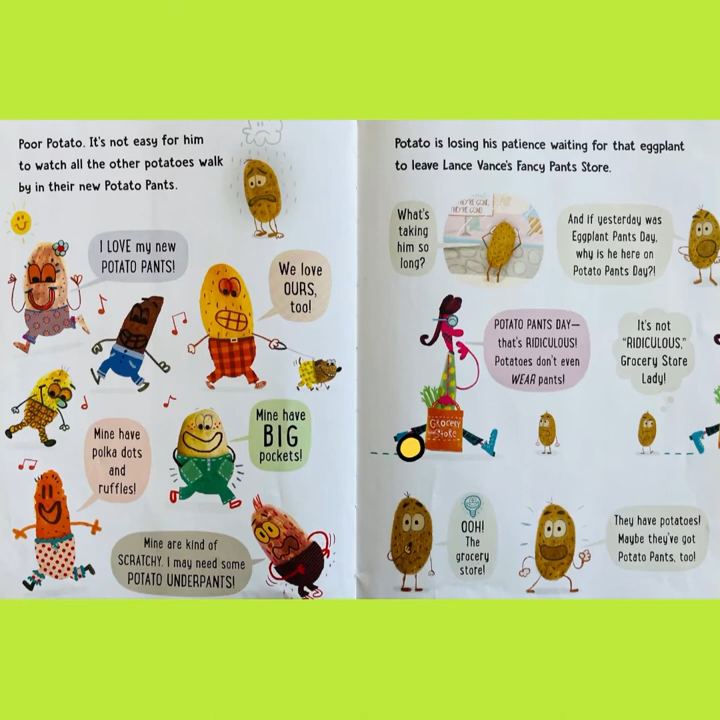 Poor Potato. It's not easy for him
to watch all the other potatoes walk
by in their new Potato Pants.
I LOVE my new
POTATO PANTS!
We love
OURS,
too!
Mine have
BIG
pockets!
Mine have
polka dots
and
ruffles!
Mine are kind of
SCRATCHY. I may need some
POTATO UNDERPANTS!
Potato is losing his patience waiting for that eggplant
to leave Lance Vance's Fancy Pants Store.
What's
taking
him so
long?
THEY'RE GONE,
THEY'RE GONE!
And if yesterday was
Eggplant Pants Day,
why is he here on
Potato Pants Day?!
POTATO PANTS DAY—
that's RIDICULOUS!
Potatoes don't even
WEAR pants!
GROCERY
Store
It's not
"RIDICULOUS,"
Grocery Store
Lady!
OOH!
The
grocery
store!
They have potatoes!
Maybe they've got
Potato Pants, too!